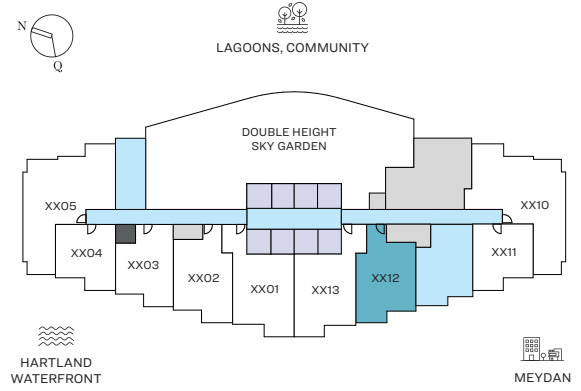 N
Q
LAGOONS, COMMUNITY
DOUBLE HEIGHT
SKY GARDEN
XX05
XX10
XX04
XX03
XX02
XX01
XX13
XX12
XX11
HARTLAND
WATERFRONT
MEYDAN